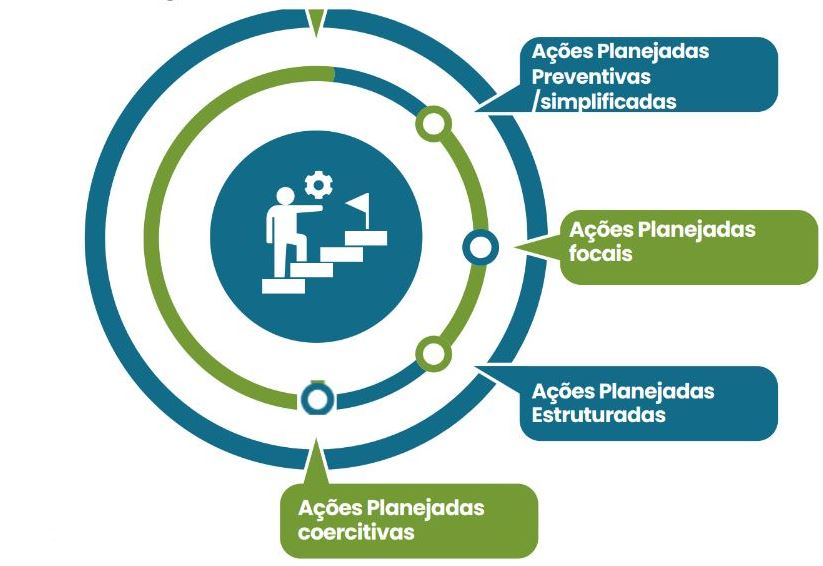 Ações Planejadas
Preventivas
/simplificadas
Ações Planejadas
focais
Ações Planejadas
Estruturadas
Ações Planejadas
coercitivas